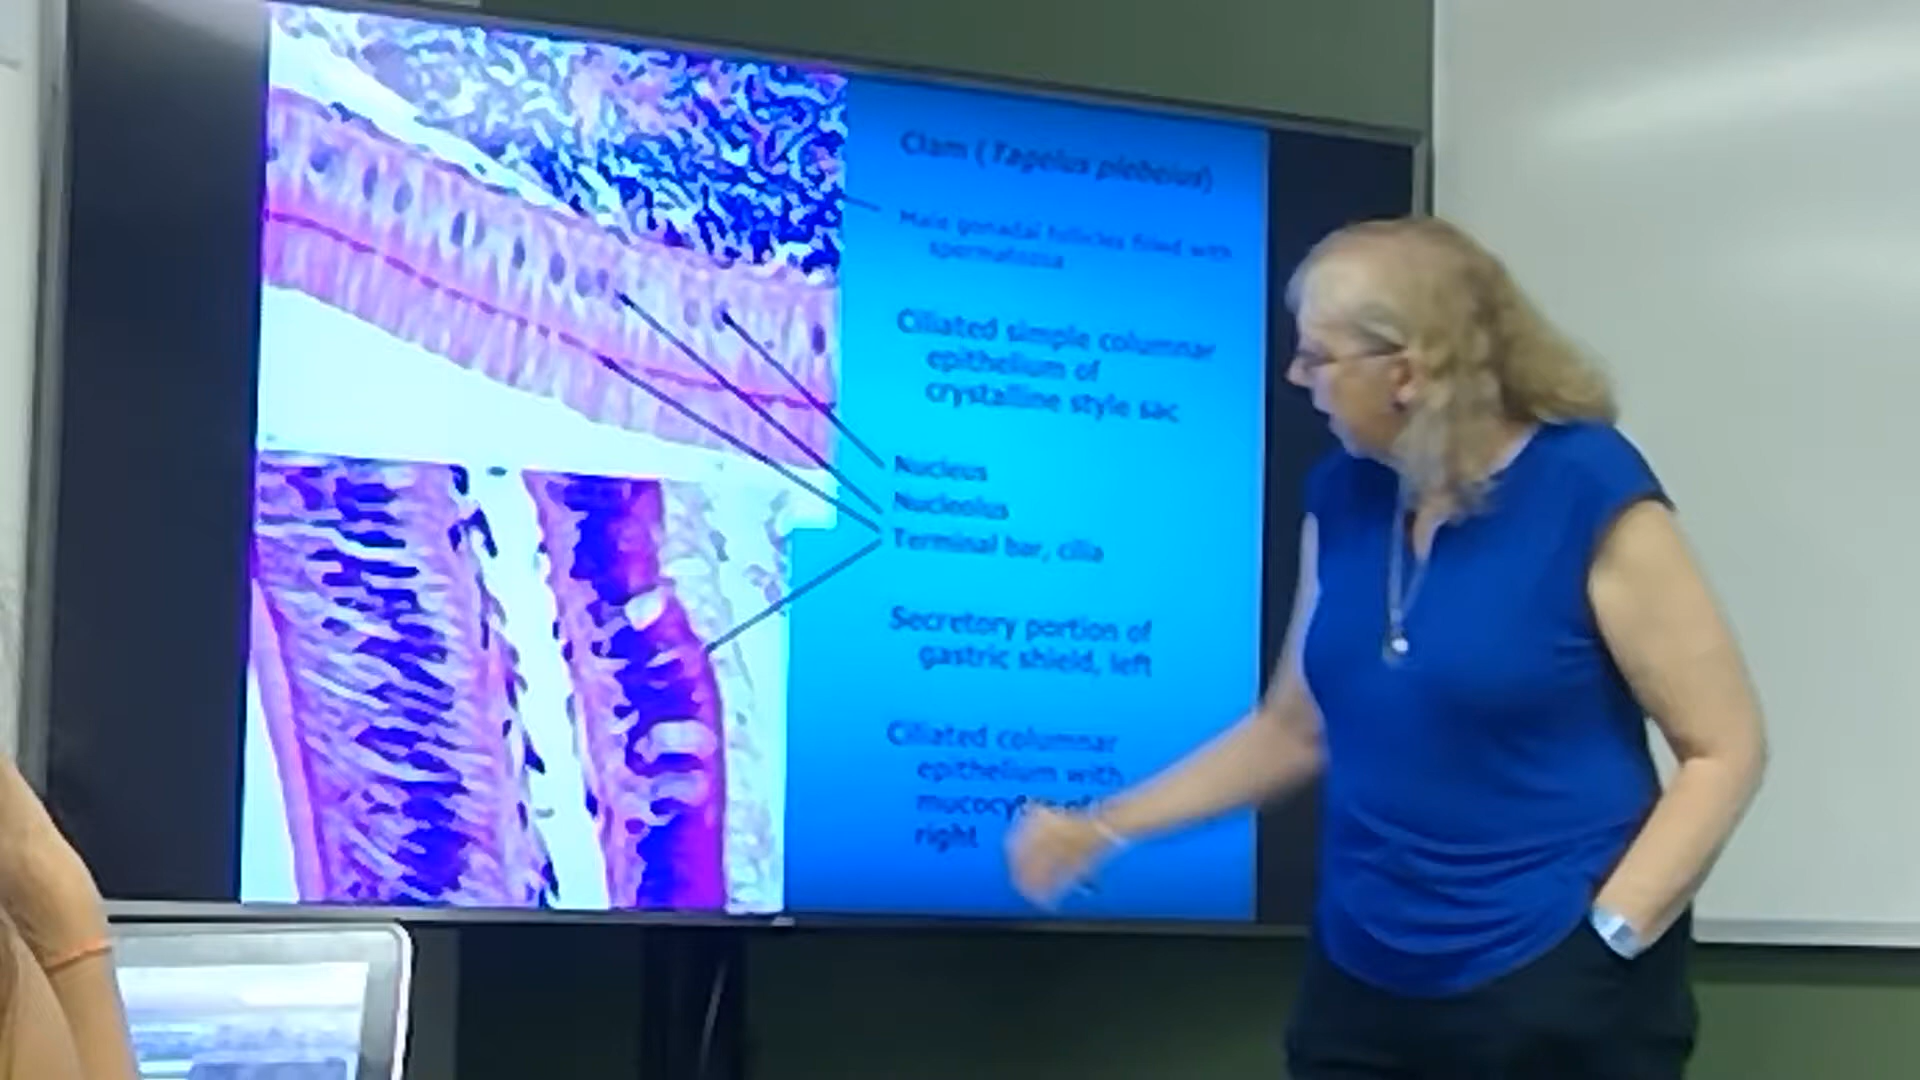 Clam (Tagelus plebeius)
Male gonadal follicles filled with
spermatozoa
Ciliated simple columnar
epithelium of
crystalline style sac
Nucleus
Nucleolus
Terminal bar, cilia
Secretory portion of
gastric shield, left
Ciliated columnar
epithelium with
of
right